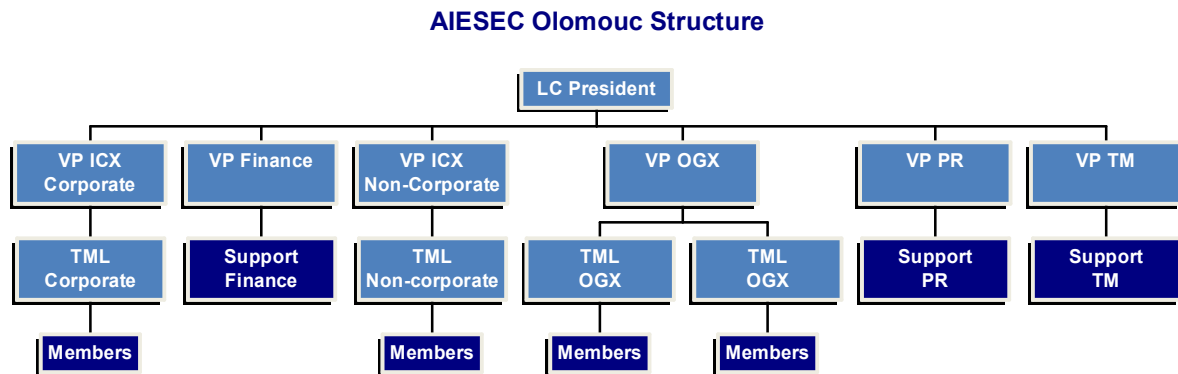 AIESEC Olomouc Structure
LC President
VP ICX
Corporate
VP Finance
VP ICX
Non-Corporate
VP OGX
VP PR
VP TM
TML
Corporate
Support
Finance
TML
Non-corporate
TML
OGX
TML
OGX
Support
PR
Support
TM
Members
Members
Members
Members